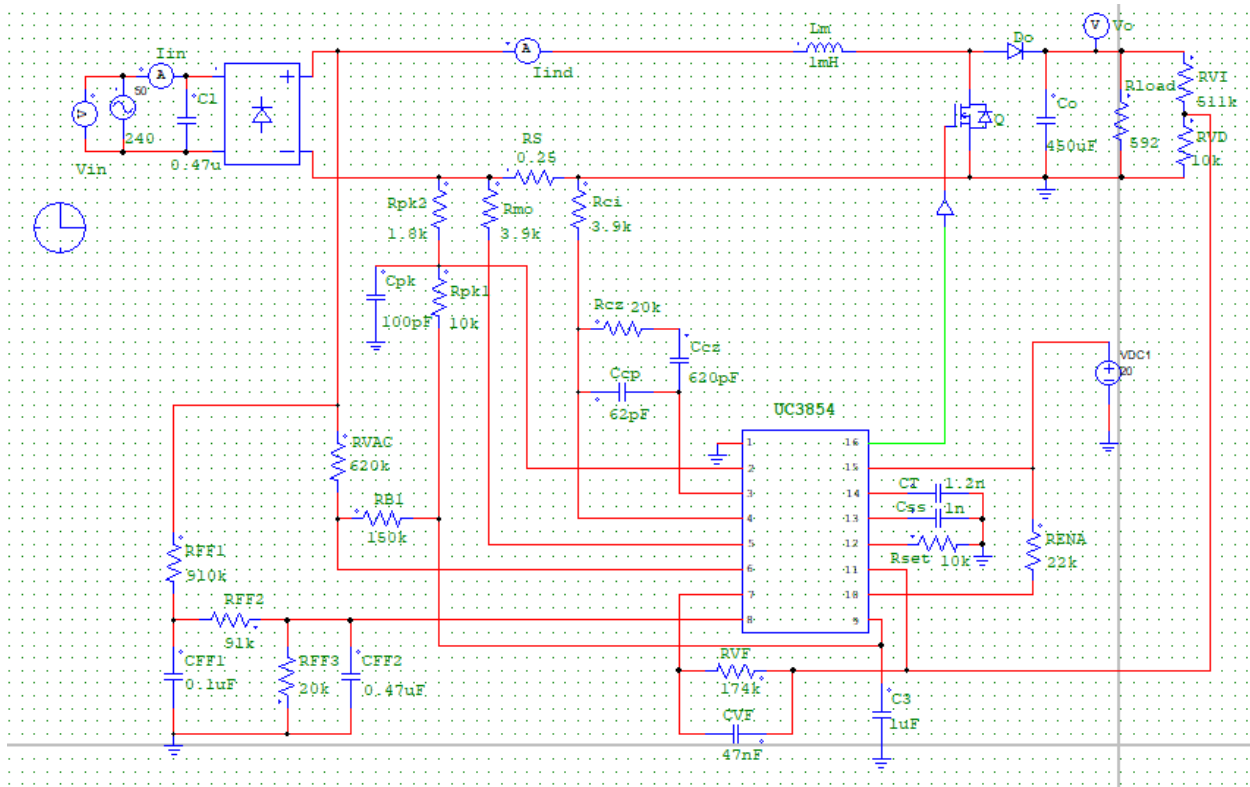 Iin
A
V
50
240
Vin
C1
0.47u
+
−
A
Iind
Lm
1mH
Do
V
Vo
Q
Co
450uF
Rload
592
RVI
511k
RVD
10k
RS
0.25
Rpk2
1.8k
Rmo
3.9k
Rci
3.9k
Cpk
100pF
Rpk1
10k
Rcz 20k
Ccz
620pF
Ccp
62pF
VDC1
20
UC3854
1
2
3
4
5
6
7
8
16
15
14
13
12
11
10
9
RVAC
620k
RB1
150k
CT 1.2n
Css 1n
Rset 10k
RENA
22k
RFF1
910k
RFF2
91k
CFF1
0.1uF
RFF3
20k
CFF2
0.47uF
RVF
174k
CVF
47nF
C3
1uF